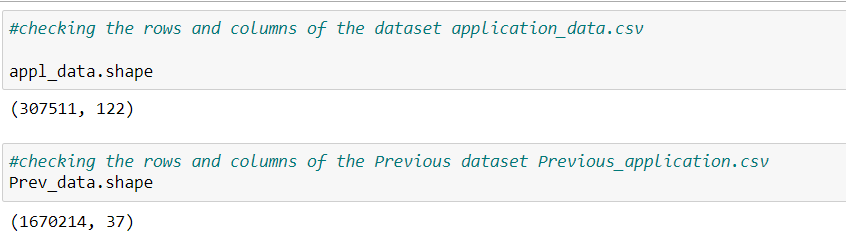 #checking the rows and columns of the dataset application_data.csv
appl_data.shape
(307511, 122)
#checking the rows and columns of the Previous dataset Previous_application.csv
Prev_data.shape
(1670214, 37)